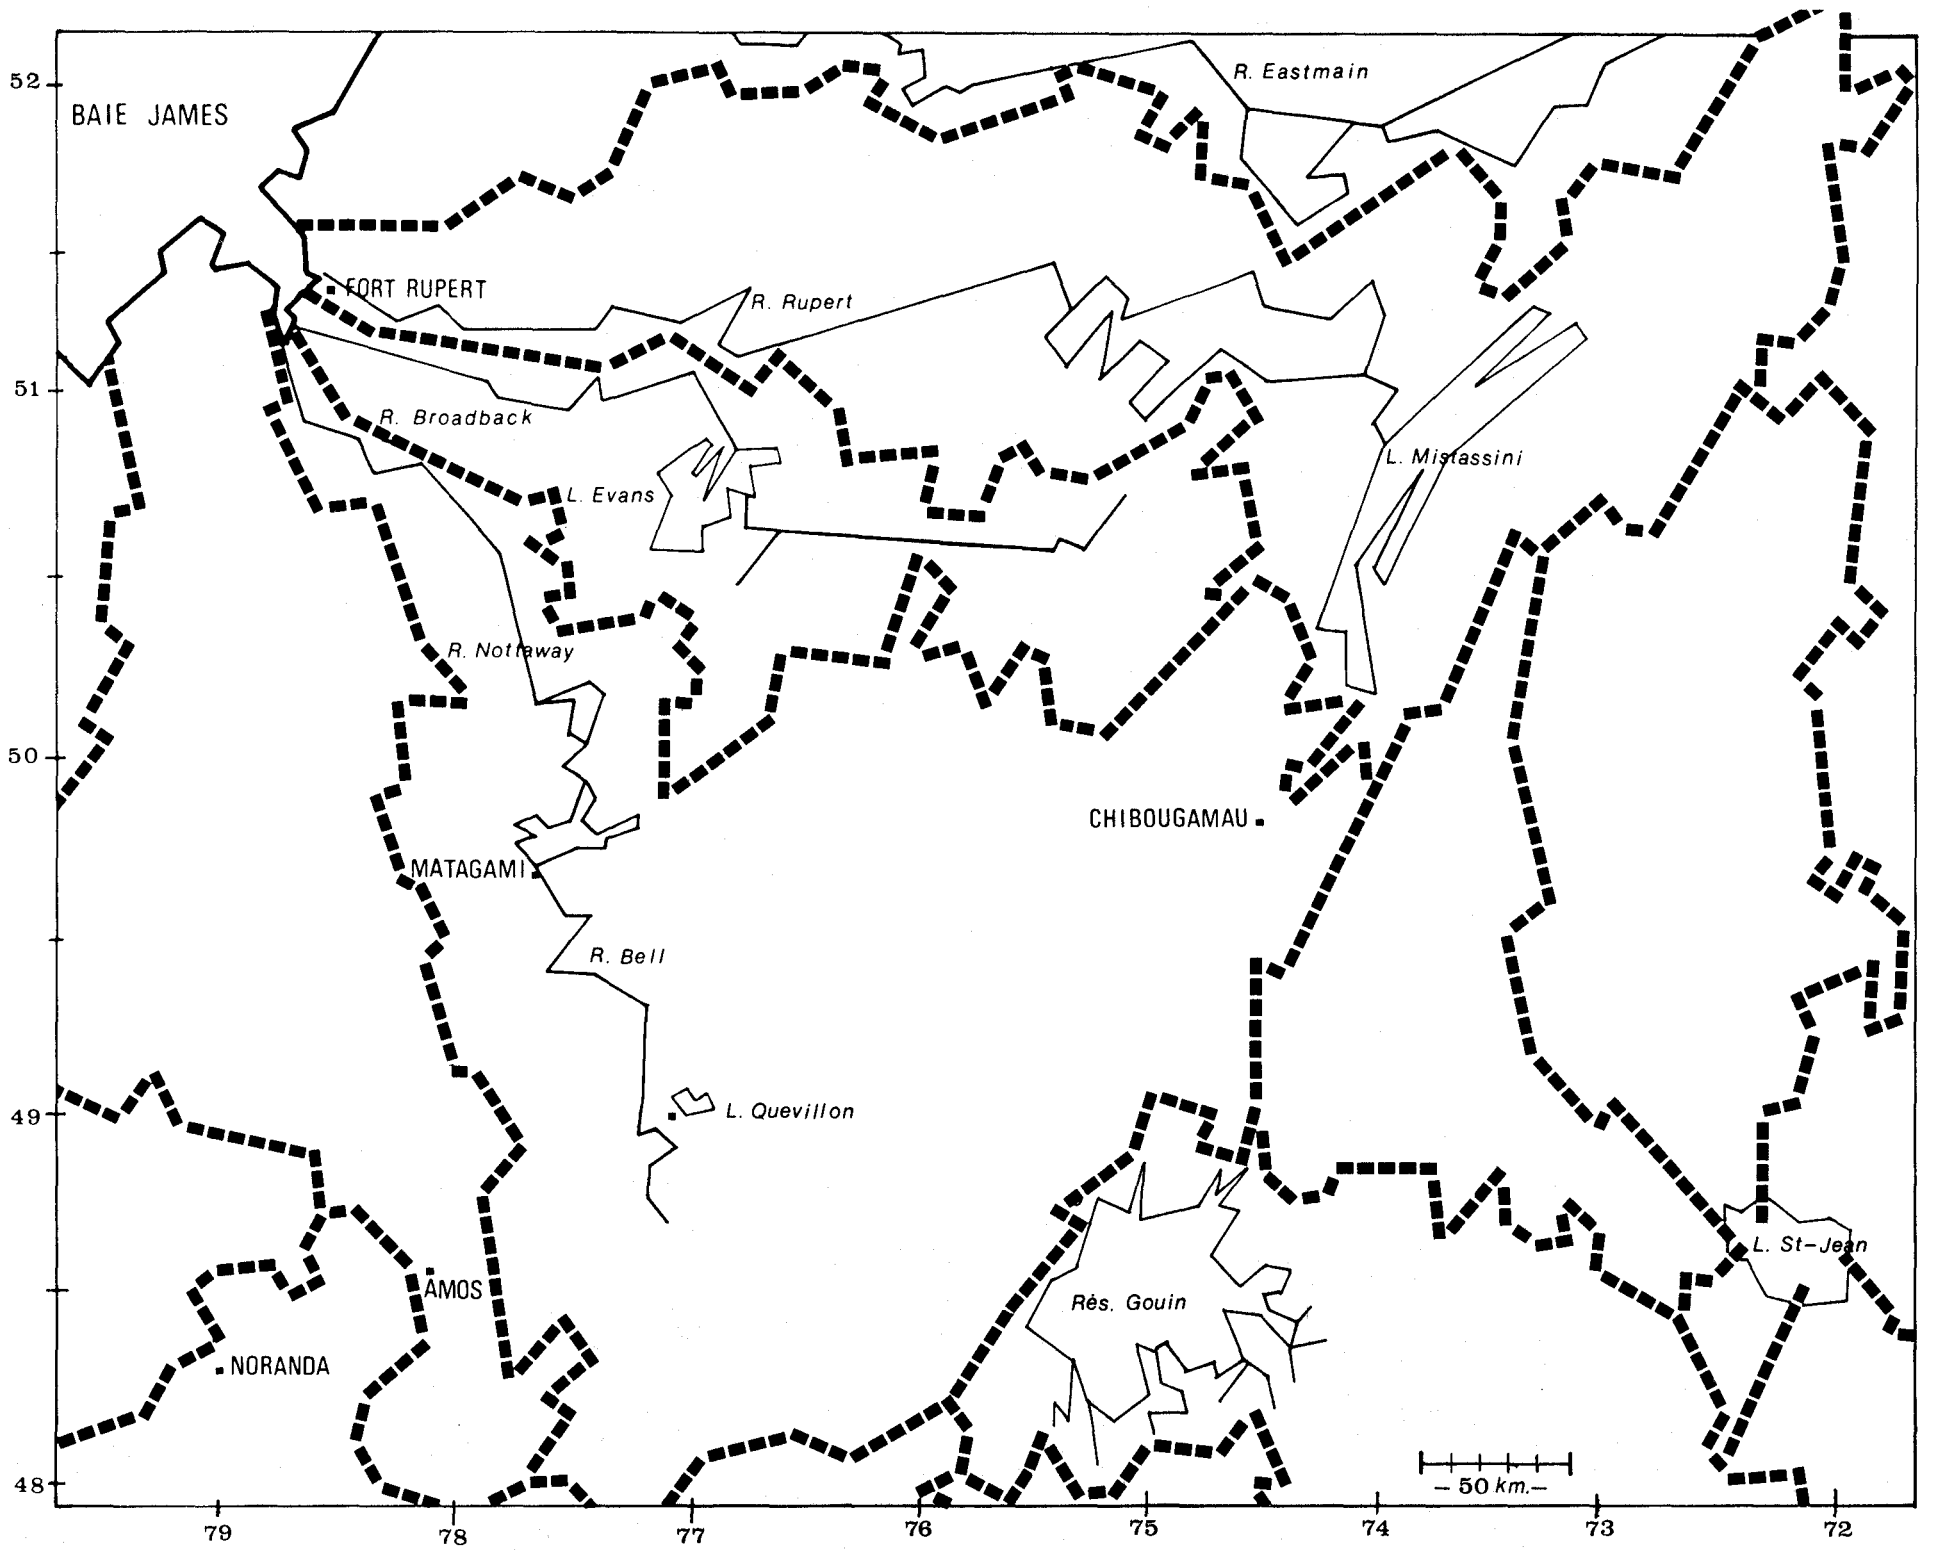 R. Eastmain
52
BAIE JAMES
FORT RUPERT
R. Rupert
51
R. Broadback
L. Mistassini
L. Evans
R. Nottaway
50
CHIBOUGAMAU
MATAGAMI
R. Bell
49
L. Quevillon
L. St-Jean
AMOS
Rés. Gouin
NORANDA
48
– 50 km. –
79
78
77
76
75
74
73
72